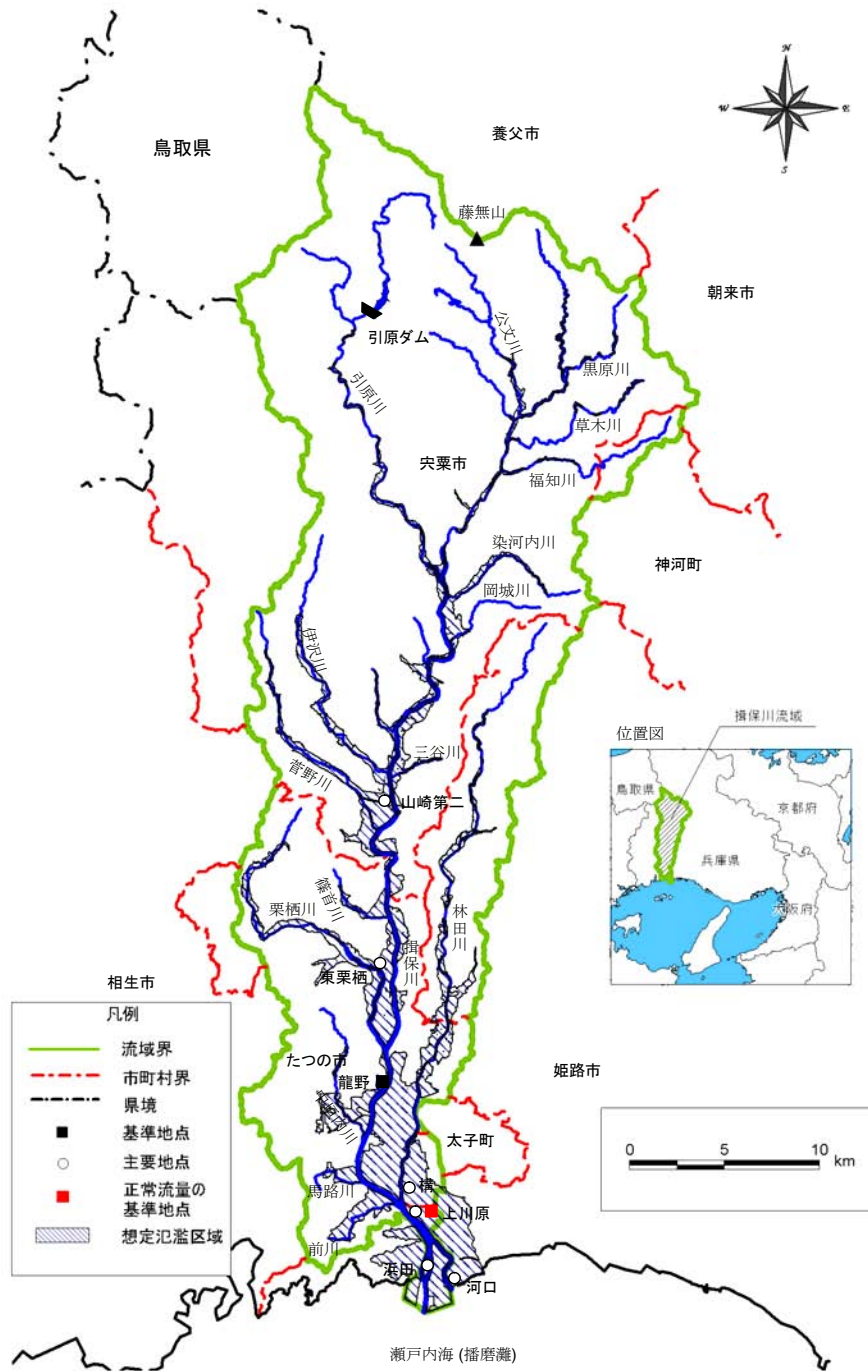 N
W
E
S
養父市
鳥取県
藤無山
朝来市
引原ダム
公文川
引原川
黒原川
草木川
宍粟市
福知川
染河内川
神河町
岡城川
伊沢川
揖保川流域
位置図
三谷川
菅野川
山崎第二
鳥取県
京都府
兵庫県
大阪府
篠首川
栗栖川
林田川
揖保川
東栗栖
相生市
凡例
流域界
市町村界
県境
基準地点
主要地点
正常流量の
基準地点
想定氾濫区域
たつの市
龍野
姫路市
太子町
0
5
10
km
構
馬路川
上川原
前川
浜田
河口
瀬戸内海 (播磨灘)